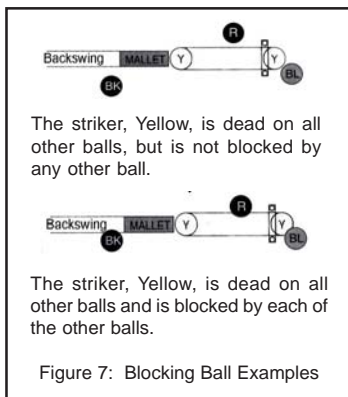 R
Backswing MALLET Y Y
BL
BK
The striker, Yellow, is dead on all
other balls, but is not blocked by
any other ball.
R
Backswing MALLET Y Y
BK BL
The striker, Yellow, is dead on all
other balls and is blocked by each of
the other balls.
Figure 7: Blocking Ball Examples